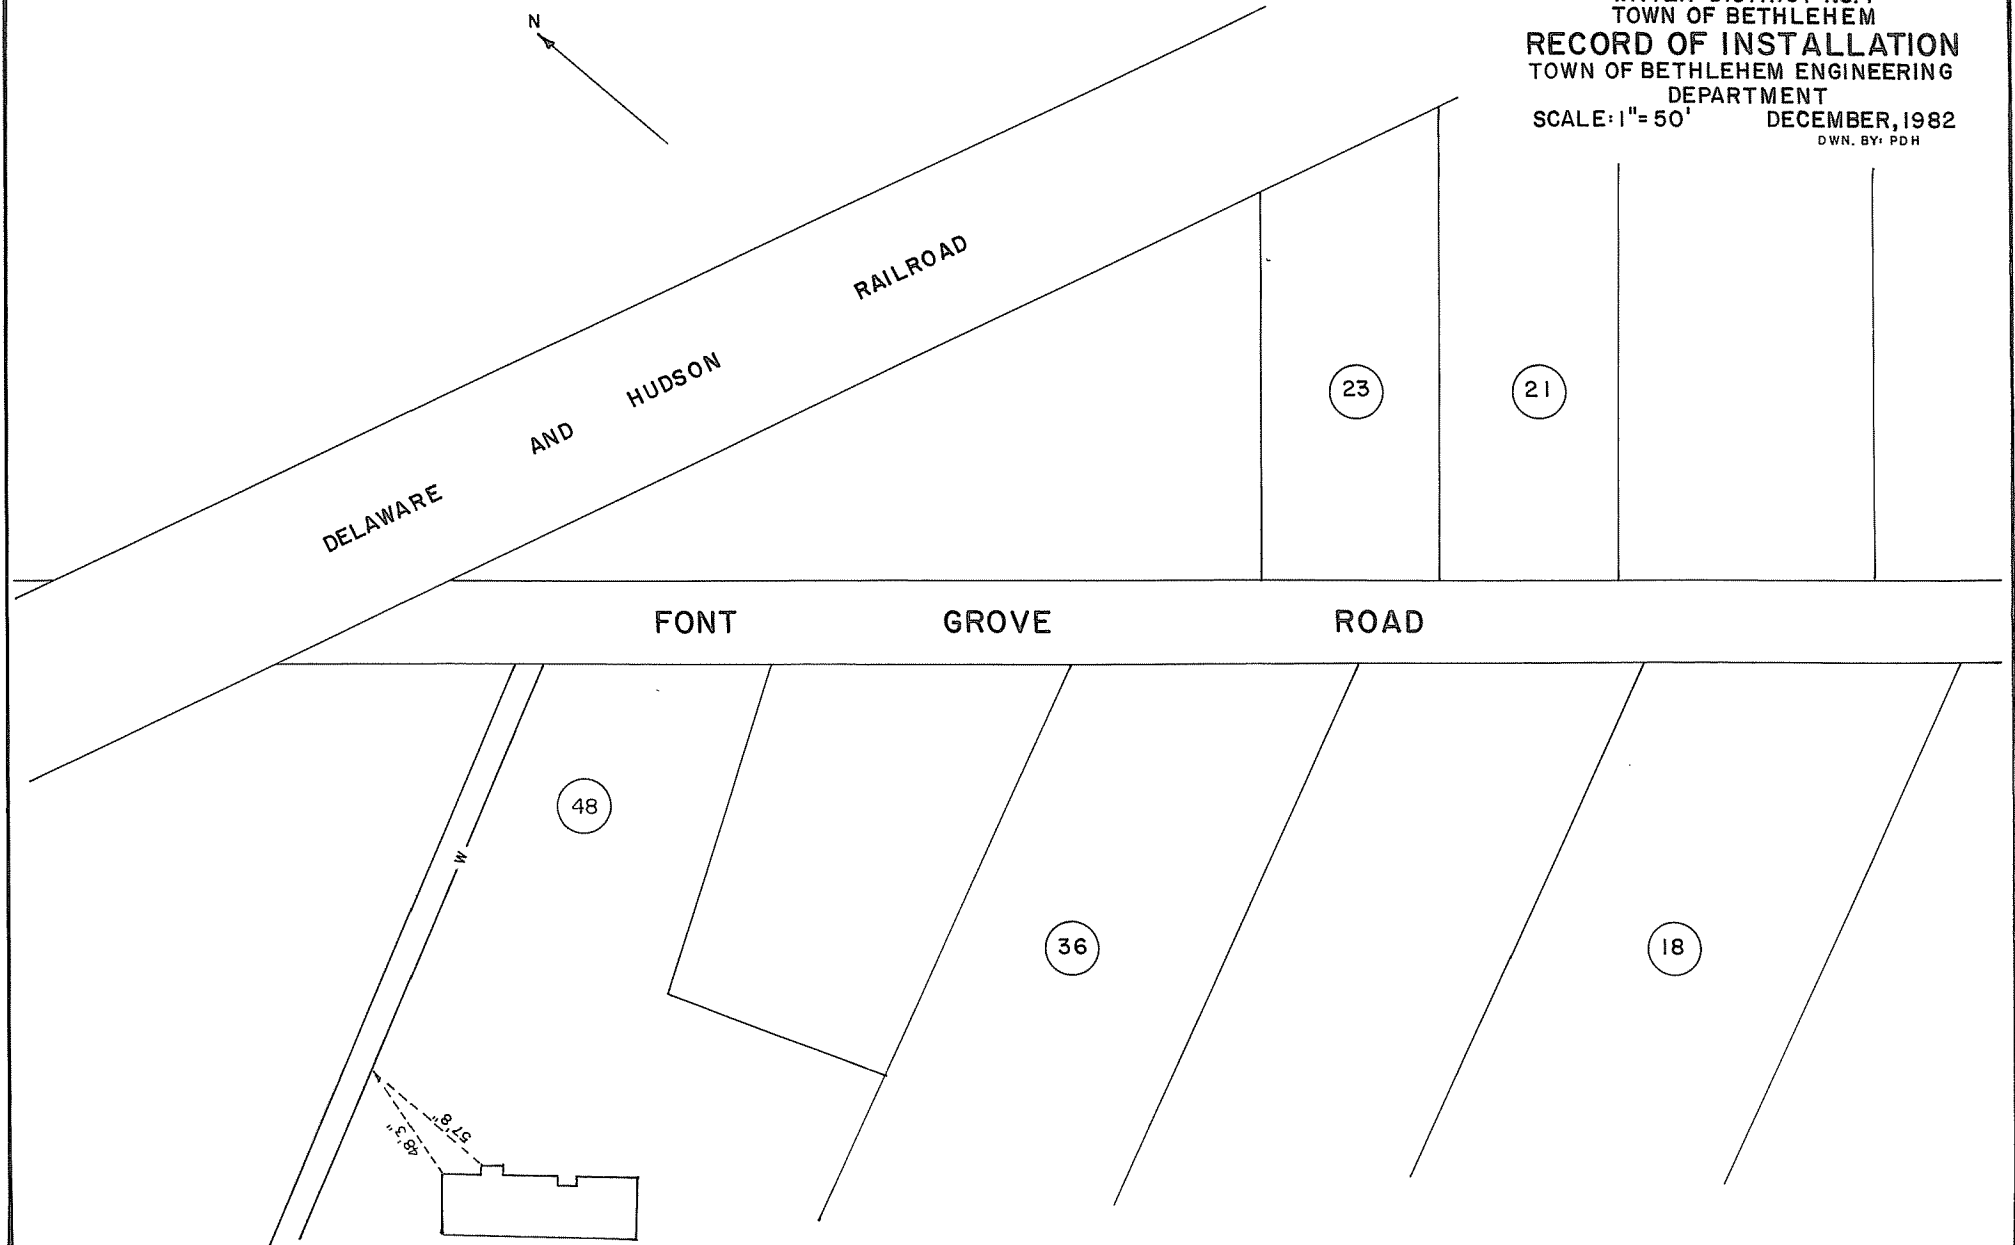 N
TOWN OF BETHLEHEM
RECORD OF INSTALLATION
TOWN OF BETHLEHEM ENGINEERING
DEPARTMENT
SCALE: 1"= 50' DECEMBER, 1982
DWN. BY: PDH
DELAWARE AND HUDSON RAILROAD
23
21
FONT GROVE ROAD
48
W
36
18
57'8"
48'3"